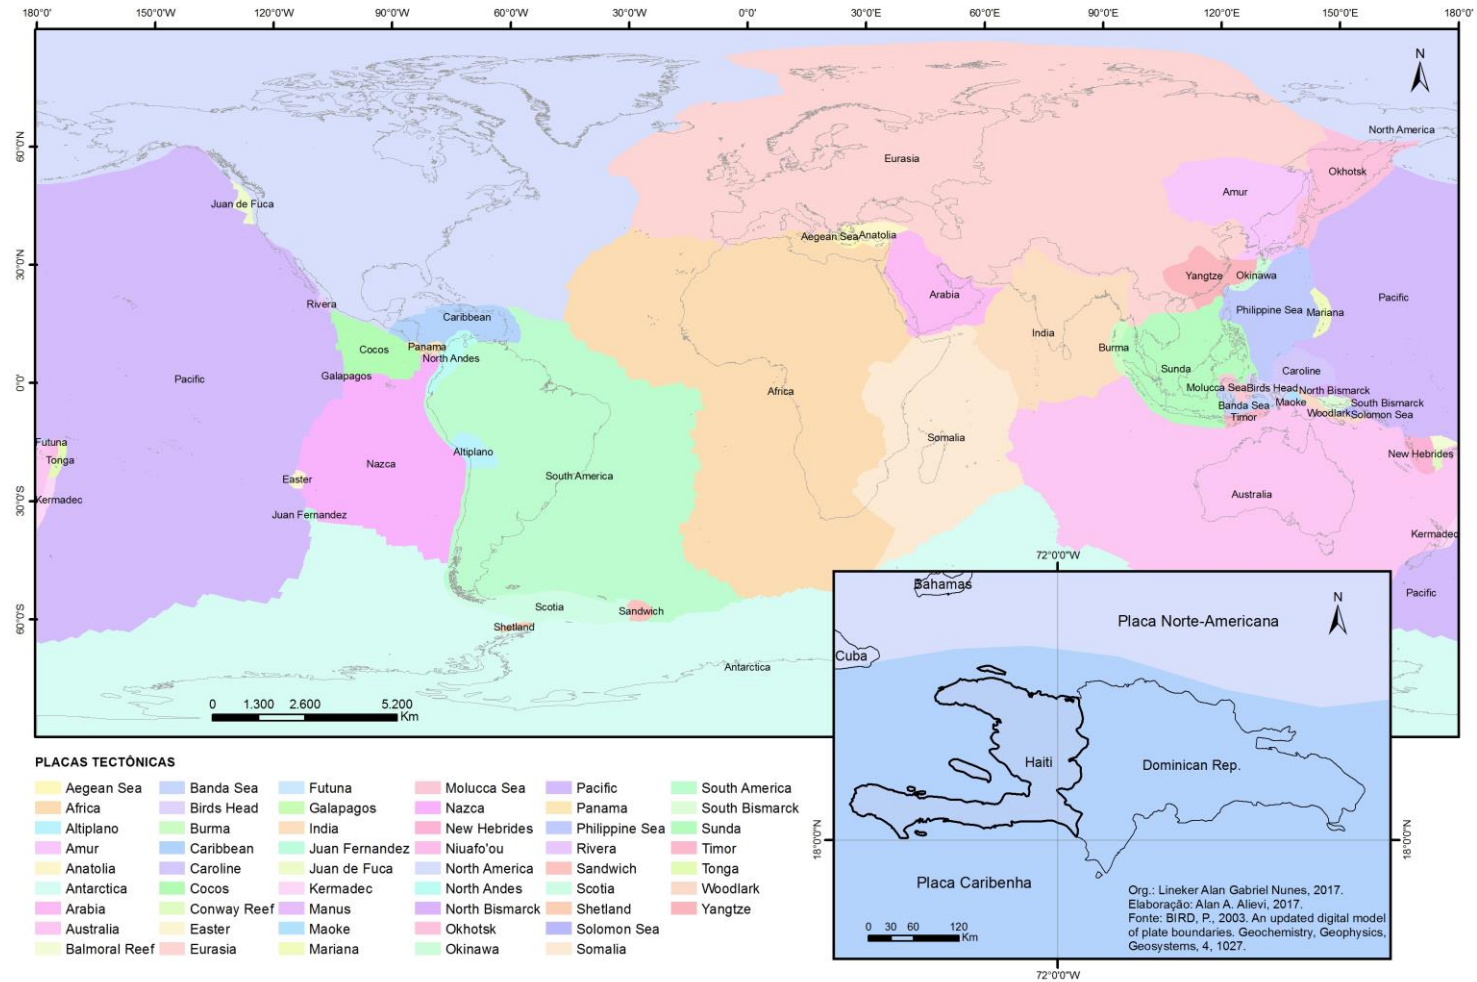 180°0' 150°0'W 120°0'W 90°0'W 60°0'W 30°0'W 0°0' 30°0'E 60°0'E 90°0'E 120°0'E 150°0'E 180°0'
N
60°0'N
North America
Eurasia
Okhotsk
Amur
Juan de Fuca
Aegean Sea Anatolia
30°0'N
Yangtze Okinawa
Arabia
Pacific
Rivera
Caribbean
Philippine Sea Mariana
India
Cocos
Panama
North Andes
Burma
Sunda
Caroline
0°0'
Pacific
Galapagos
Africa
Molucca Sea Birds Head North Bismarck
Banda Sea Maoke South Bismarck
Timor Woodlark Solomon Sea
Futuna
Tonga
Altiplano
Somalia
New Hebrides
Nazca
Easter
South America
Kermadec
Australia
30°0'S
Juan Fernandez
Kermadec
Pacific
60°0'S
Scotia
Sandwich
Shetland
Antarctica
0 1.300 2.600 5.200
Km
72°0'0"W
Bahamas
N
Placa Norte-Americana
Cuba
Haiti
Dominican Rep.
18°0'0"N
18°0'0"N
Placa Caribenha
Org.: Lineker Alan Gabriel Nunes, 2017.
Elaboração: Alan A. Alievi, 2017.
Fonte: BIRD, P., 2003. An updated digital model
of plate boundaries. Geochemistry, Geophysics,
Geosystems, 4, 1027.
0 30 60 120
Km
72°0'0"W
PLACAS TECTÔNICAS
Aegean Sea
Africa
Altiplano
Amur
Anatolia
Antarctica
Arabia
Australia
Balmoral Reef
Banda Sea
Birds Head
Burma
Caribbean
Caroline
Cocos
Conway Reef
Easter
Eurasia
Futuna
Galapagos
India
Juan Fernandez
Juan de Fuca
Kermadec
Manus
Maoke
Mariana
Molucca Sea
Nazca
New Hebrides
Niuafo'ou
North America
North Andes
North Bismarck
Okhotsk
Okinawa
Pacific
Panama
Philippine Sea
Rivera
Sandwich
Scotia
Shetland
Solomon Sea
Somalia
South America
South Bismarck
Sunda
Timor
Tonga
Woodlark
Yangtze